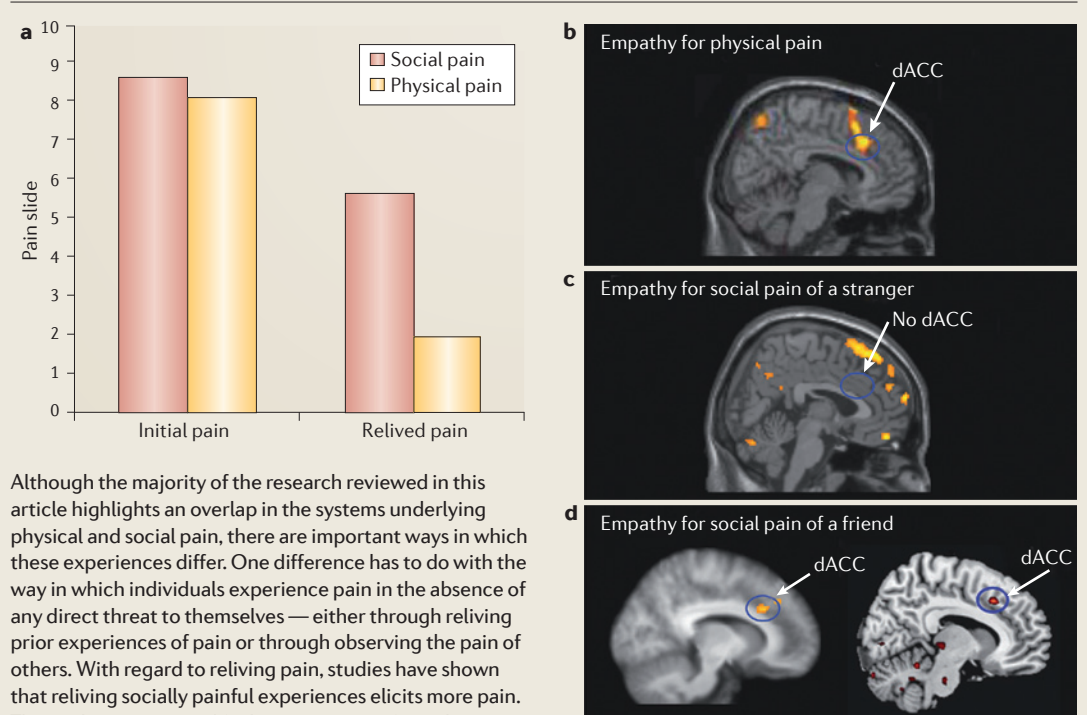 a
10
9
8
7
6
5
4
3
2
1
0
Pain slide
Social pain
Physical pain
Initial pain
Relived pain
Although the majority of the research reviewed in this
article highlights an overlap in the systems underlying
physical and social pain, there are important ways in which
these experiences differ. One difference has to do with the
way in which individuals experience pain in the absence of
any direct threat to themselves — either through reliving
prior experiences of pain or through observing the pain of
others. With regard to reliving pain, studies have shown
that reliving socially painful experiences elicits more pain.
b
Empathy for physical pain
dACC
c
Empathy for social pain of a stranger
No dACC
d
Empathy for social pain of a friend
dACC
dACC